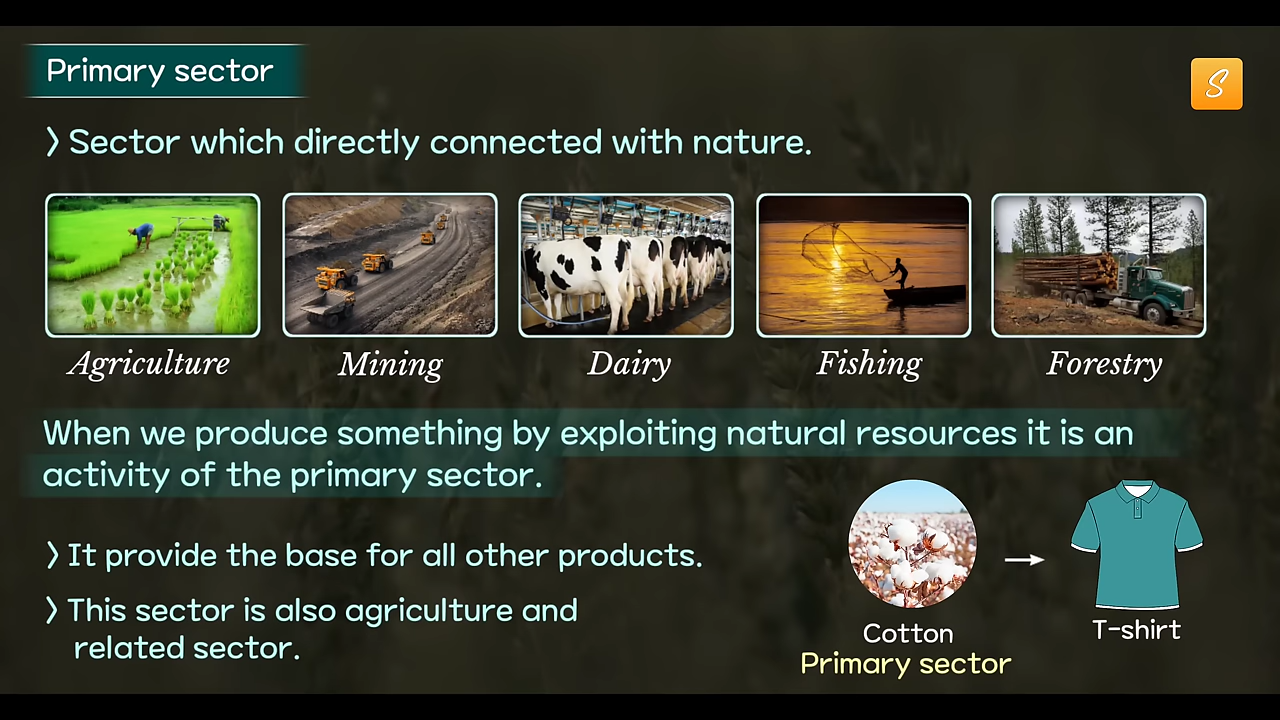 Primary sector
S
❭ Sector which directly connected with nature.
Agriculture
Mining
Dairy
Fishing
Forestry
When we produce something by exploiting natural resources it is an
activity of the primary sector.
❭ It provide the base for all other products.
❭ This sector is also agriculture and
related sector.
Cotton
Primary sector
T-shirt